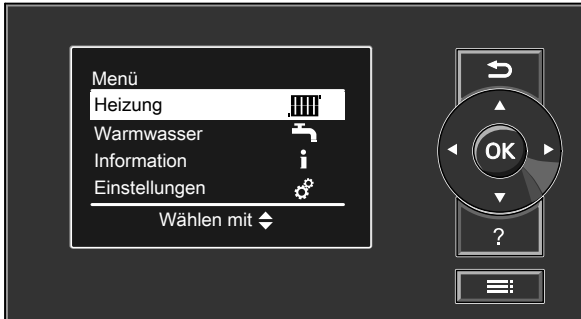 Menü
Heizung
Warmwasser
Information
Einstellungen
Wählen mit
OK
?